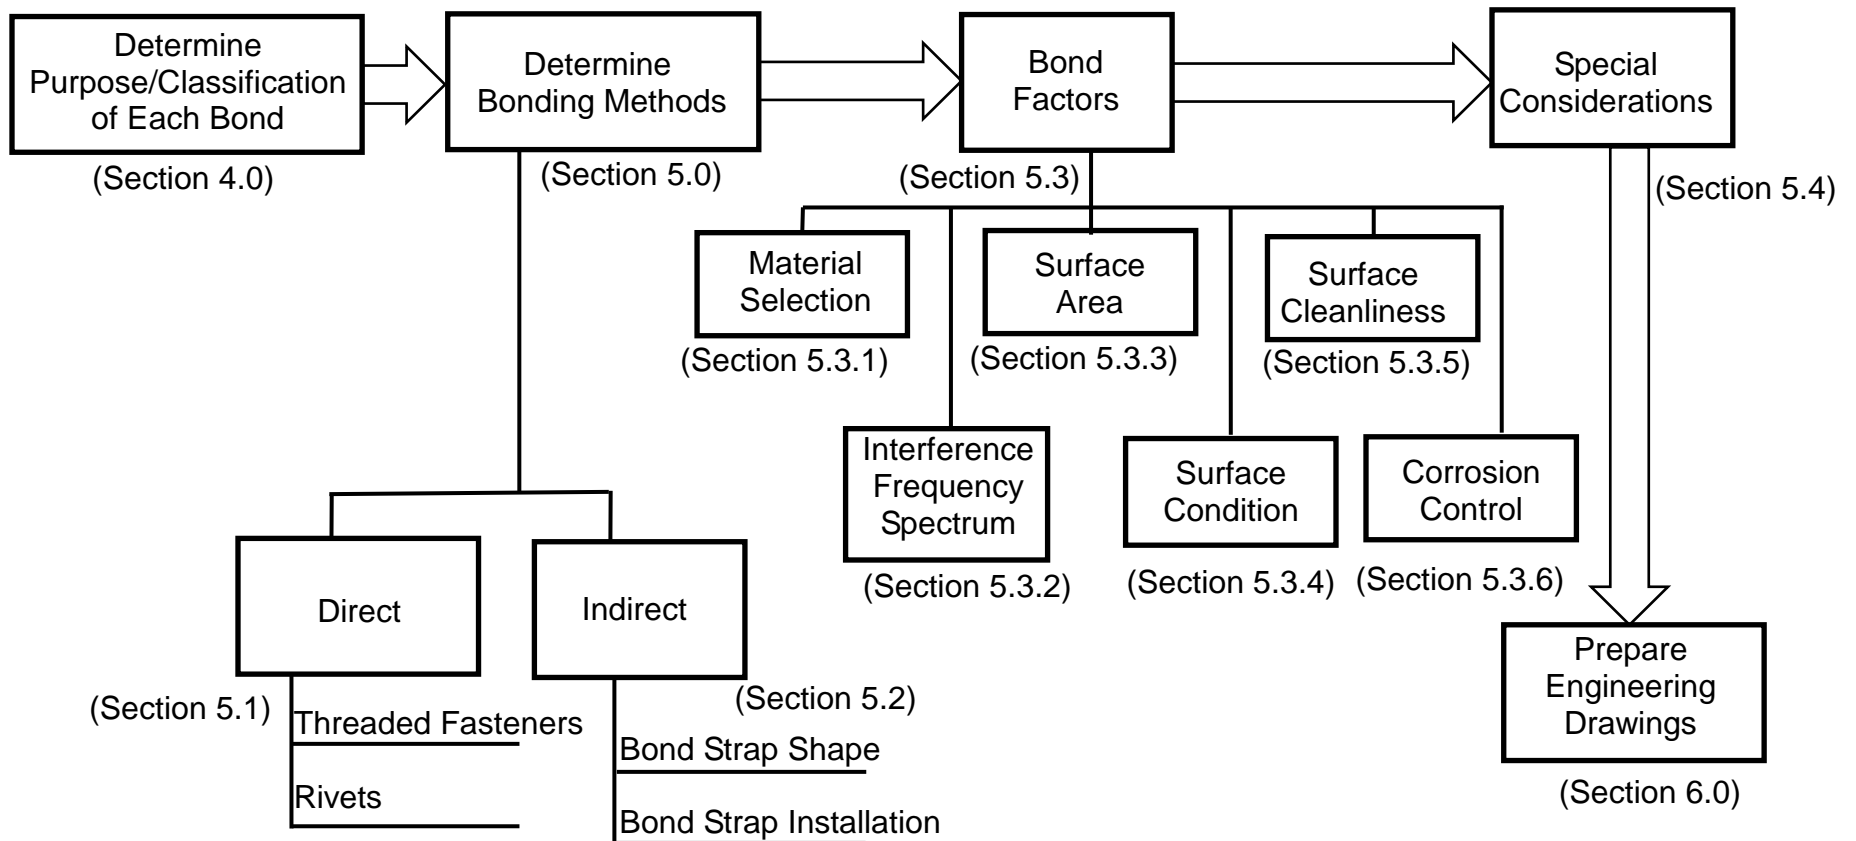 Determine
Purpose/Classification
of Each Bond
(Section 4.0)
Determine
Bonding Methods
(Section 5.0)
Bond
Factors
(Section 5.3)
Special
Considerations
(Section 5.4)
Material
Selection
(Section 5.3.1)
Surface
Area
(Section 5.3.3)
Surface
Cleanliness
(Section 5.3.5)
Interference
Frequency
Spectrum
(Section 5.3.2)
Surface
Condition
(Section 5.3.4)
Corrosion
Control
(Section 5.3.6)
Direct
(Section 5.1)
Threaded Fasteners
Rivets
Indirect
(Section 5.2)
Bond Strap Shape
Bond Strap Installation
Prepare
Engineering
Drawings
(Section 6.0)